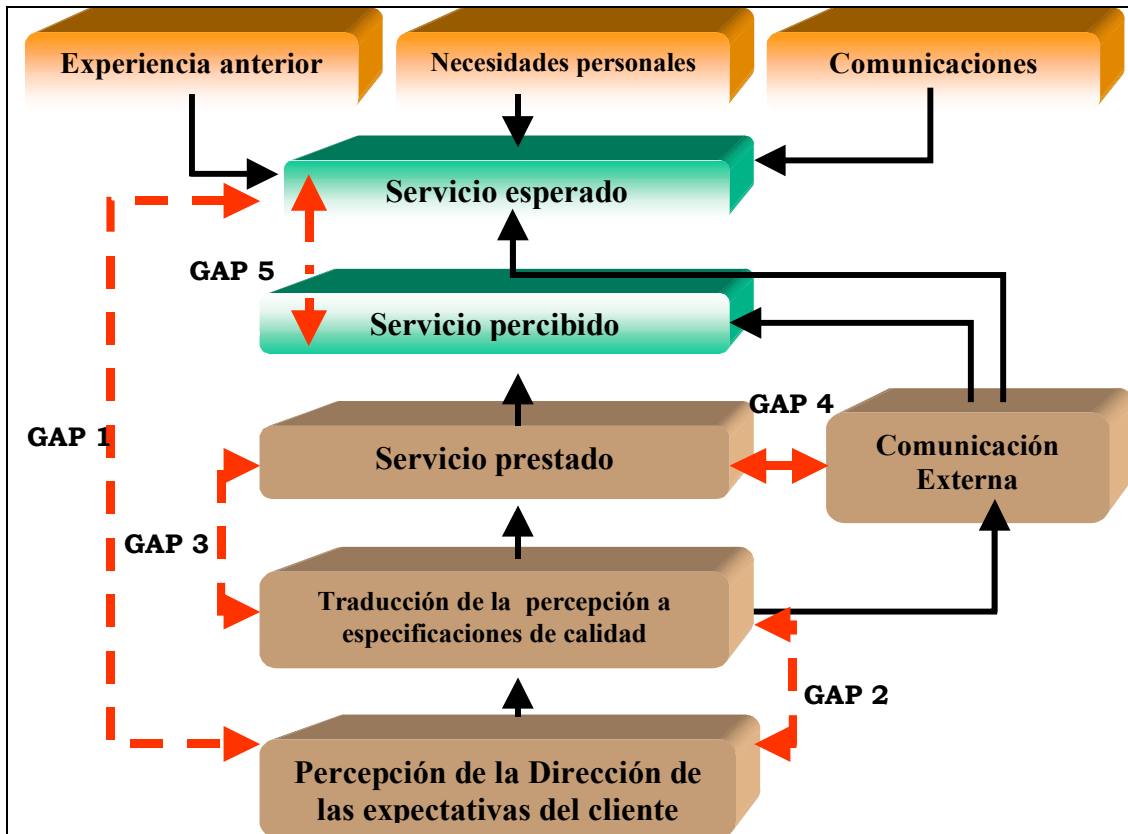 Experiencia anterior
Necesidades personales
Comunicaciones
Servicio esperado
GAP 5
Servicio percibido
GAP 4
GAP 1
Servicio prestado
Comunicación
Externa
GAP 3
Traducción de la percepción a
especificaciones de calidad
GAP 2
Percepción de la Dirección de
las expectativas del cliente